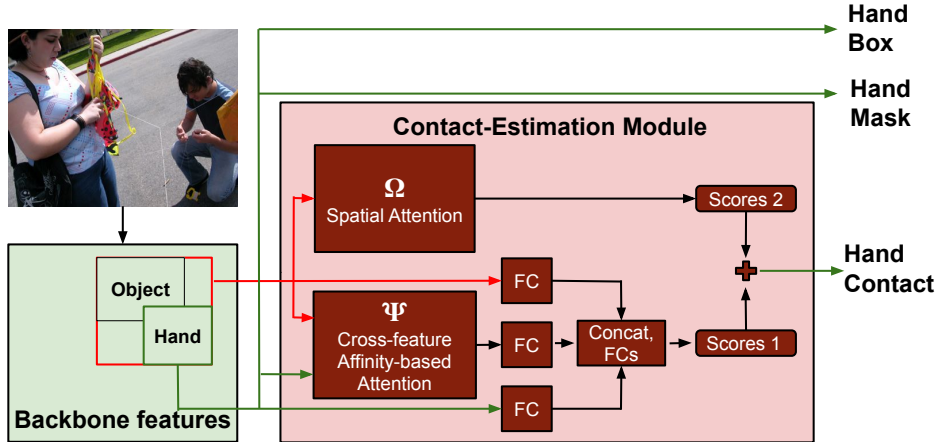 Hand
Box
Hand
Mask
Contact-Estimation Module
Ω
Spatial Attention
Scores 2
Hand
Contact
Object
Hand
FC
Ψ
Cross-feature
Affinity-based
Attention
FC
Concat,
FCs
Scores 1
FC
Backbone features